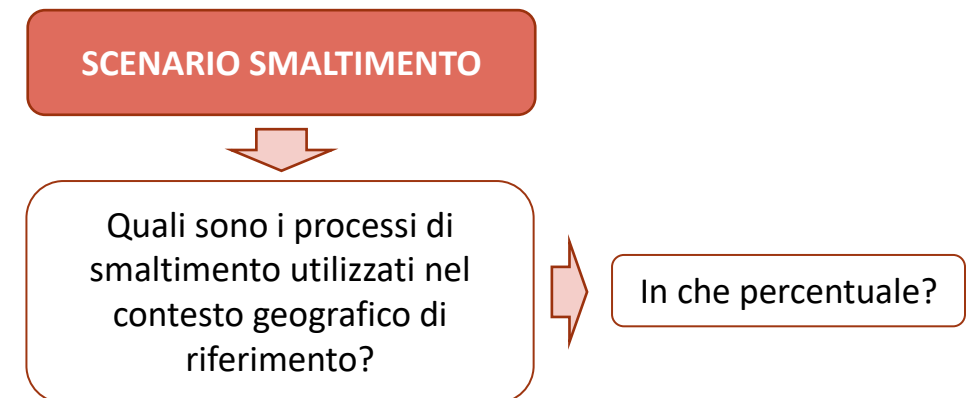 SCENARIO SMALTIMENTO
Quali sono i processi di
smaltimento utilizzati nel
contesto geografico di
riferimento?
In che percentuale?